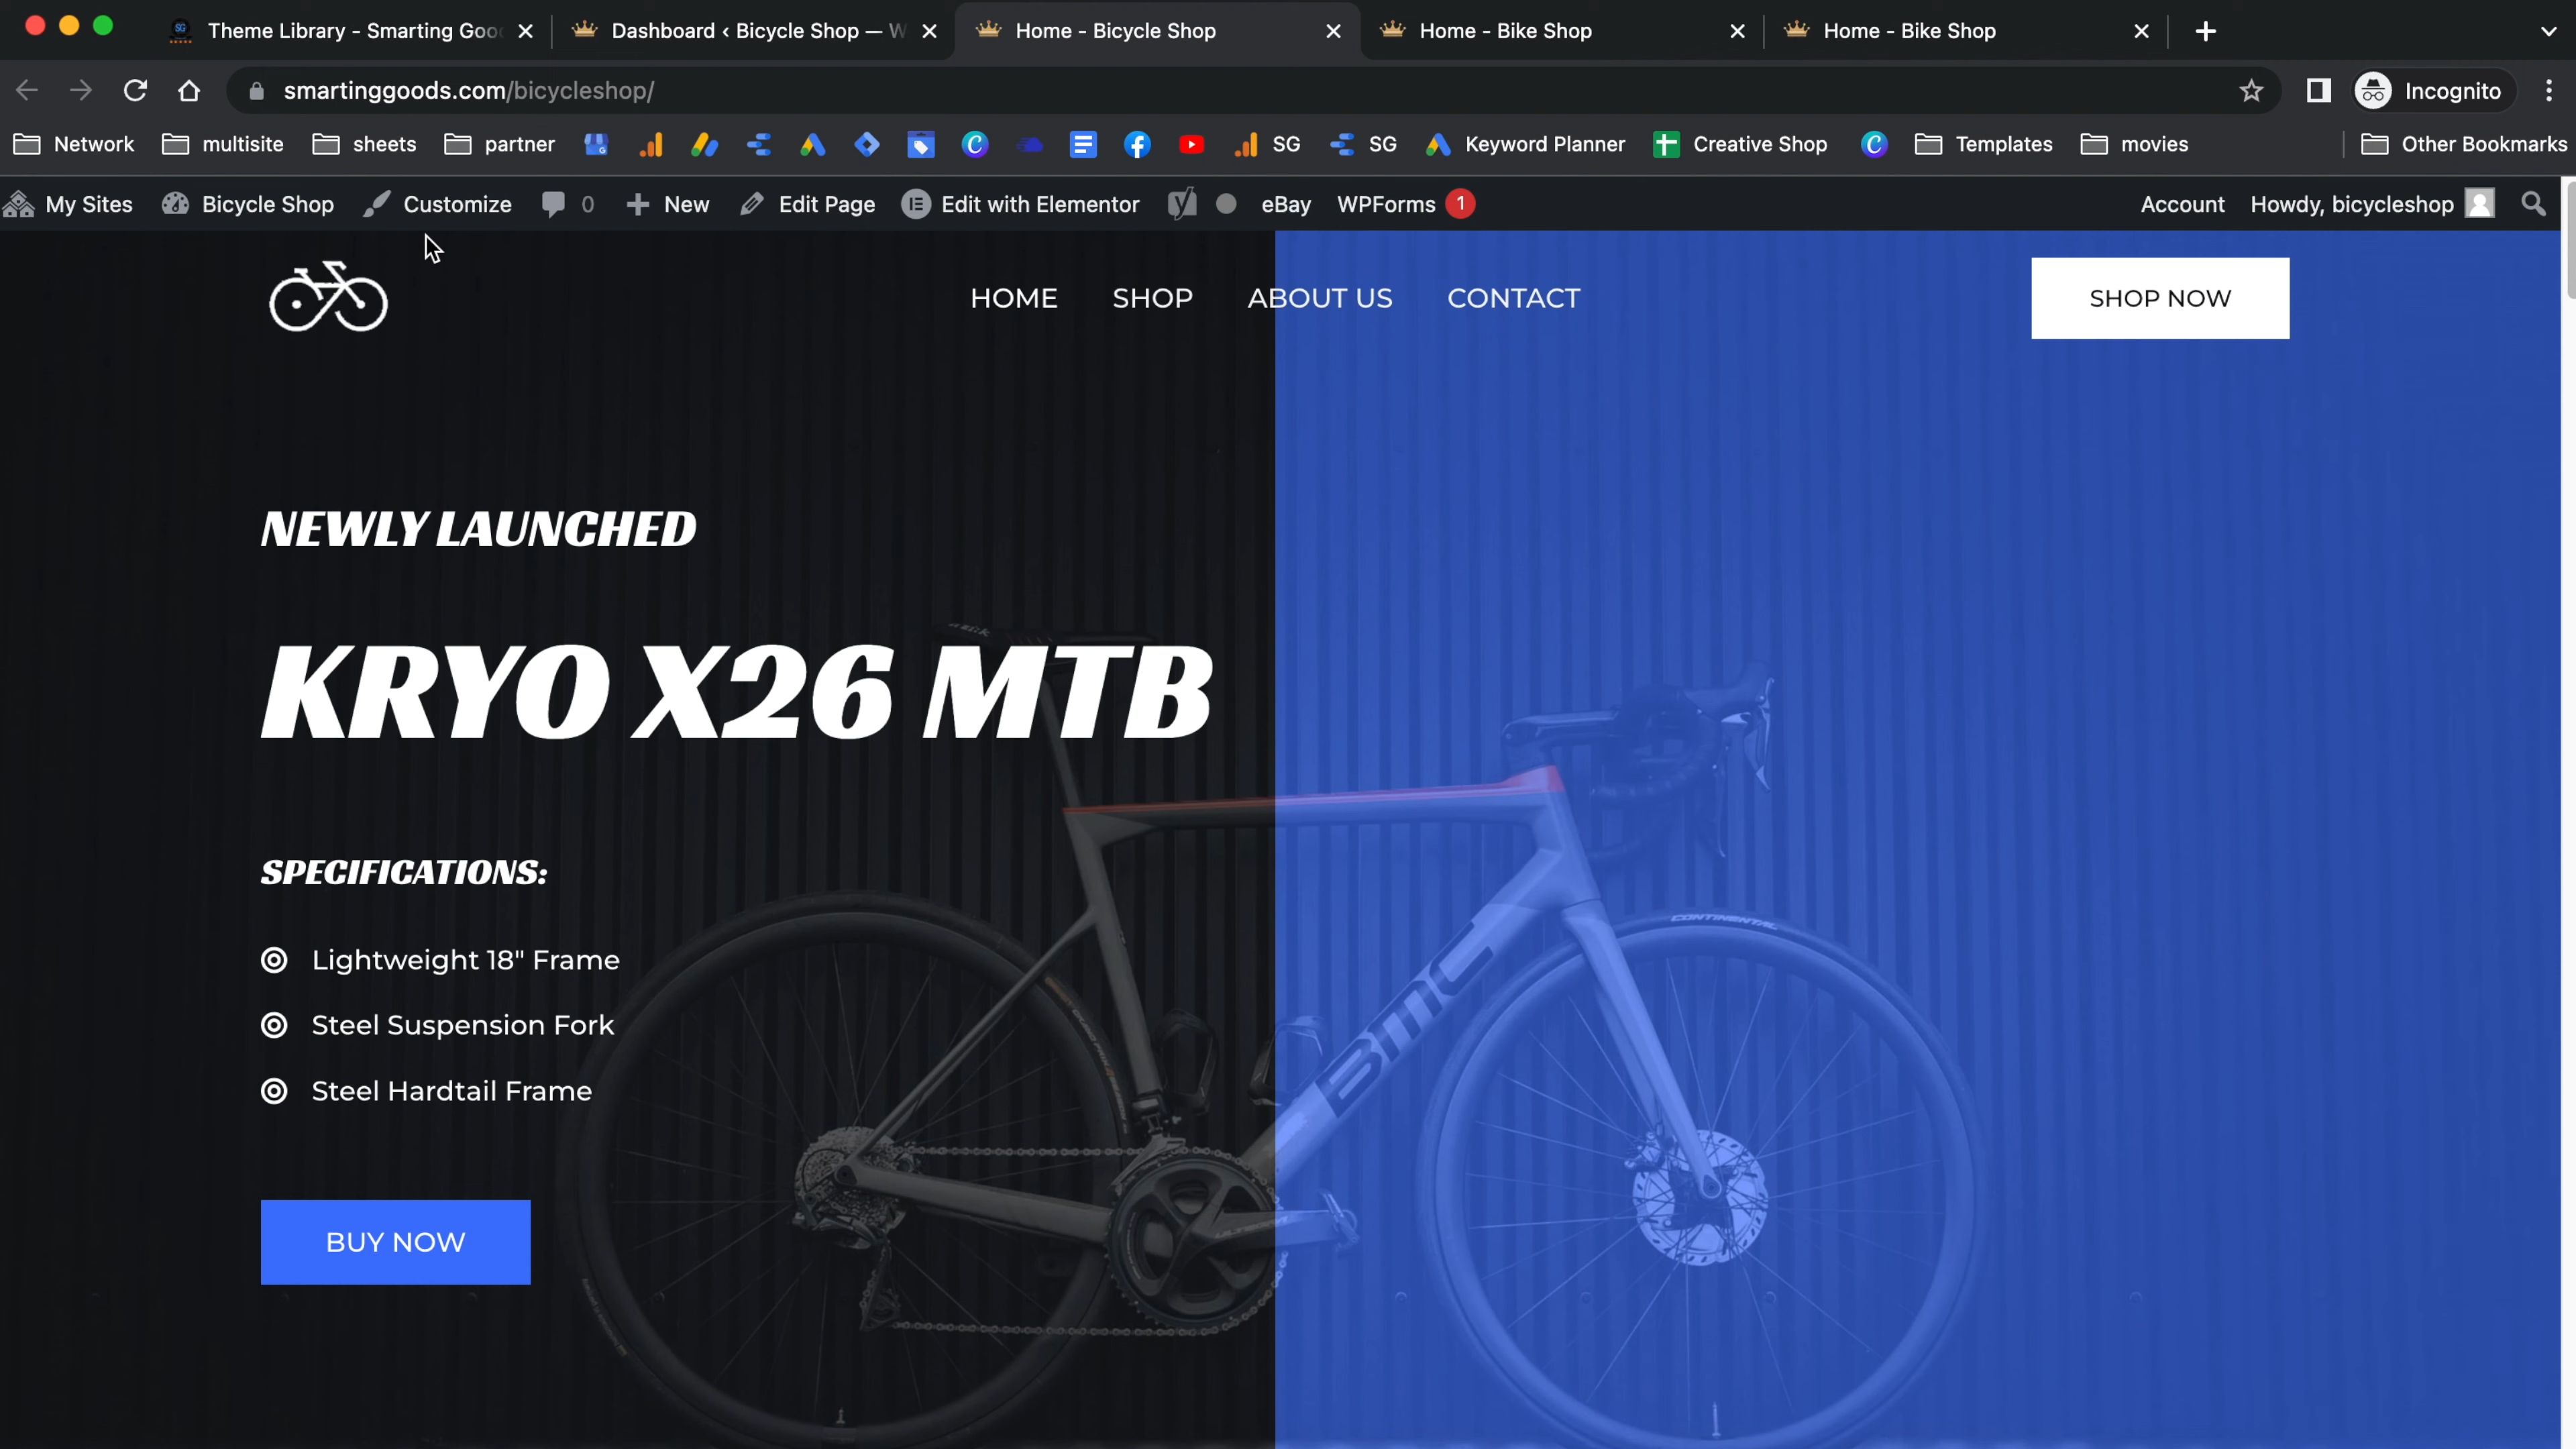 Theme Library - Smarting Goo
Dashboard ‹ Bicycle Shop — W
Home - Bicycle Shop
Home - Bike Shop
Home - Bike Shop
smartinggoods.com/bicycleshop/
Incognito
Network
multisite
sheets
partner
SG
SG
Keyword Planner
Creative Shop
Templates
movies
Other Bookmarks
My Sites
Bicycle Shop
Customize
0
New
Edit Page
Edit with Elementor
eBay
WPForms 1
Account
Howdy, bicycleshop
HOME
SHOP
ABOUT US
CONTACT
SHOP NOW
NEWLY LAUNCHED
KRYO X26 MTB
SPECIFICATIONS:
Lightweight 18" Frame
Steel Suspension Fork
Steel Hardtail Frame
BUY NOW
CONTINENTAL
BMC
ULTEGRA